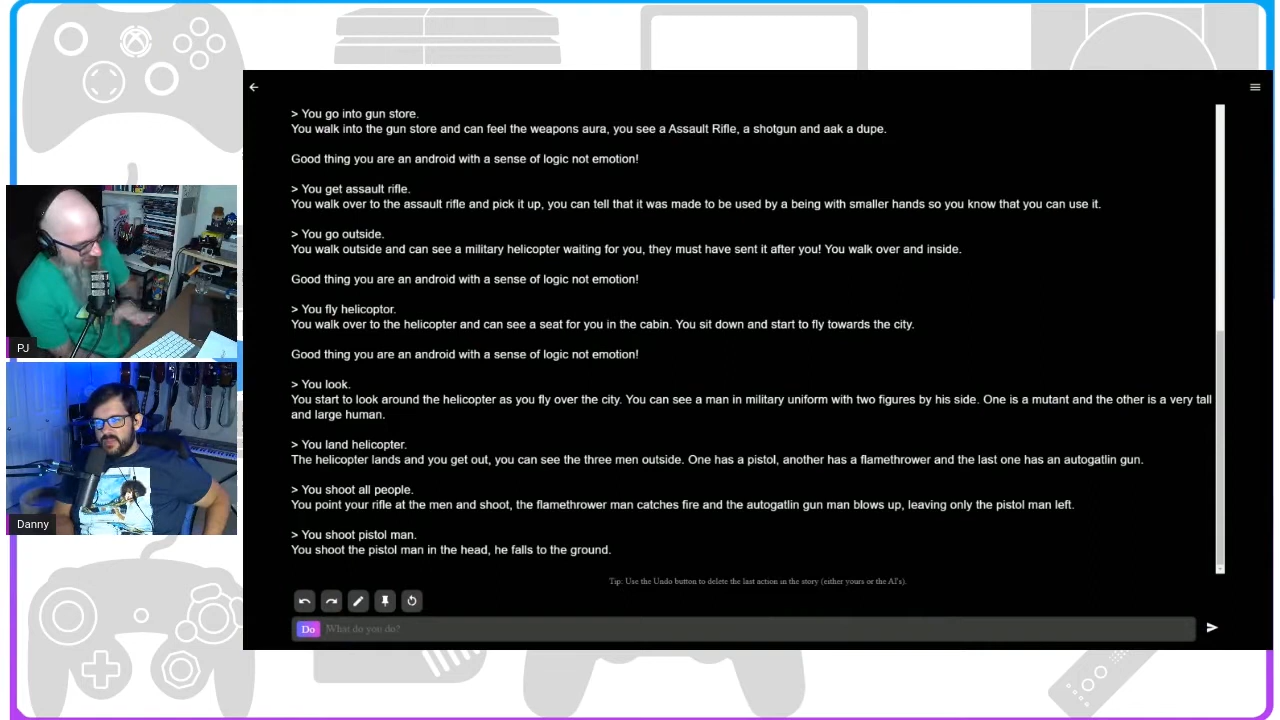 > You go into gun store.
You walk into the gun store and can feel the weapons aura, you see a Assault Rifle, a shotgun and aak a dupe.
Good thing you are an android with a sense of logic not emotion!
> You get assault rifle.
You walk over to the assault rifle and pick it up, you can tell that it was made to be used by a being with smaller hands so you know that you can use it.
> You go outside.
You walk outside and can see a military helicopter waiting for you, they must have sent it after you! You walk over and inside.
Good thing you are an android with a sense of logic not emotion!
> You fly helicoptor.
You walk over to the helicopter and can see a seat for you in the cabin. You sit down and start to fly towards the city.
Good thing you are an android with a sense of logic not emotion!
> You look.
You start to look around the helicopter as you fly over the city. You can see a man in military uniform with two figures by his side. One is a mutant and the other is a very tall
and large human.
> You land helicopter.
The helicopter lands and you get out, you can see the three men outside. One has a pistol, another has a flamethrower and the last one has an autogatlin gun.
> You shoot all people.
You point your rifle at the men and shoot, the flamethrower man catches fire and the autogatlin gun man blows up, leaving only the pistol man left.
> You shoot pistol man.
You shoot the pistol man in the head, he falls to the ground.
Tip: Use the Undo button to delete the last action in the story (either yours or the AI's).
Do What do you do?
PJ
Danny